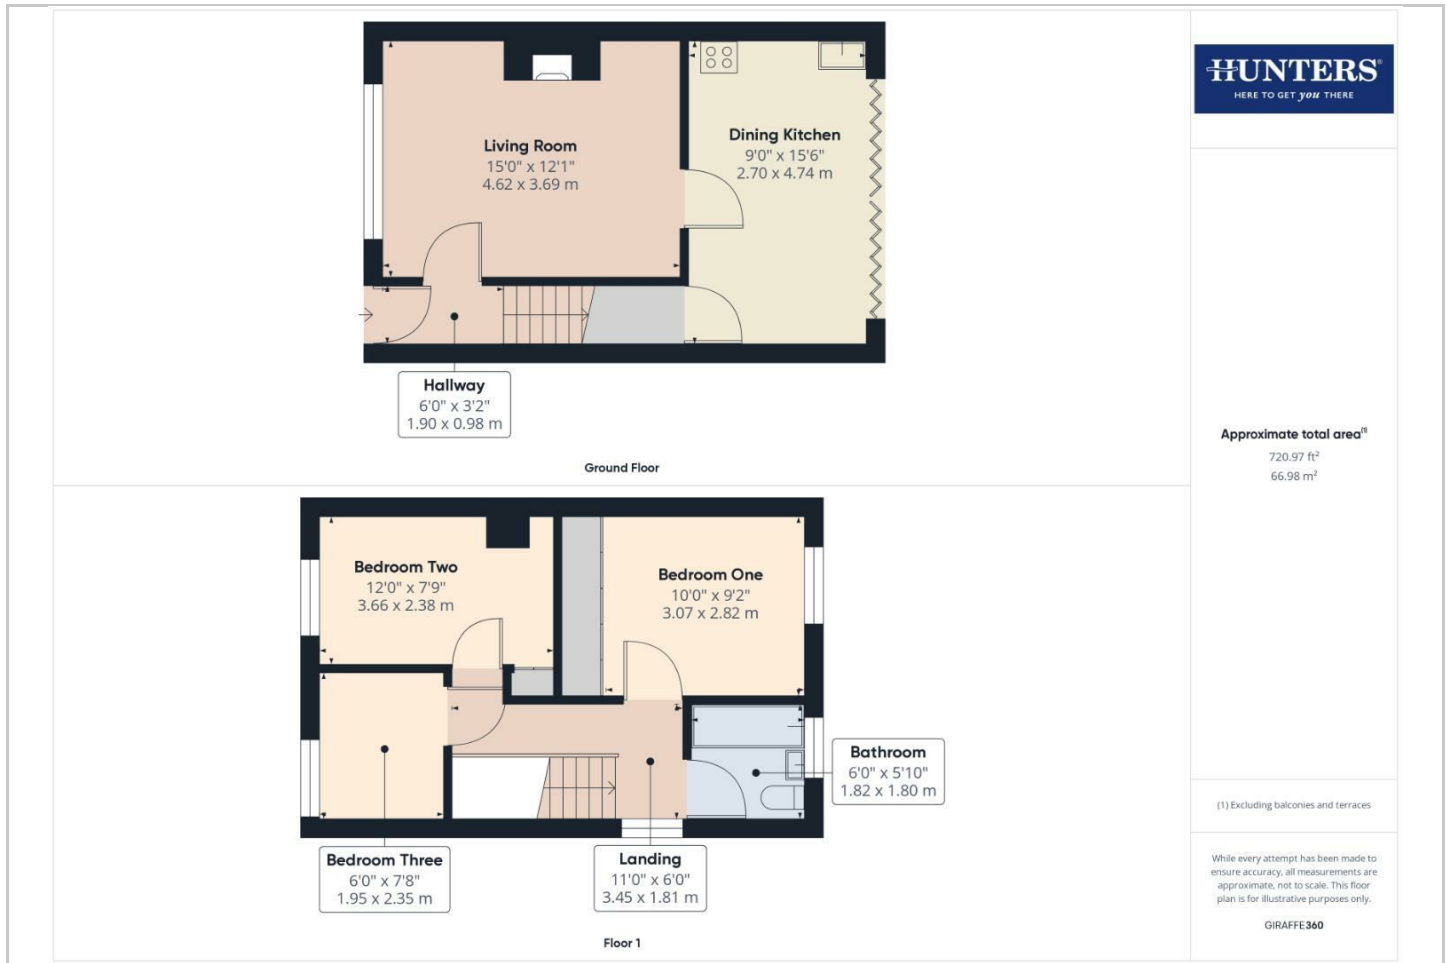 Living Room
15'0" x 12'1"
4.62 x 3.69 m
Dining Kitchen
9'0" x 15'6"
2.70 x 4.74 m
Hallway
6'0" x 3'2"
1.90 x 0.98 m
Ground Floor
Bedroom Two
12'0" x 7'9"
3.66 x 2.38 m
Bedroom One
10'0" x 9'2"
3.07 x 2.82 m
Bathroom
6'0" x 5'10"
1.82 x 1.80 m
Bedroom Three
6'0" x 7'8"
1.95 x 2.35 m
Landing
11'0" x 6'0"
3.45 x 1.81 m
Floor 1
HUNTERS®
HERE TO GET you THERE
Approximate total area(1)
720.97 ft²
66.98 m²
(1) Excluding balconies and terraces
While every attempt has been made to
ensure accuracy, all measurements are
approximate, not to scale. This floor
plan is for illustrative purposes only.
GIRAFFE360